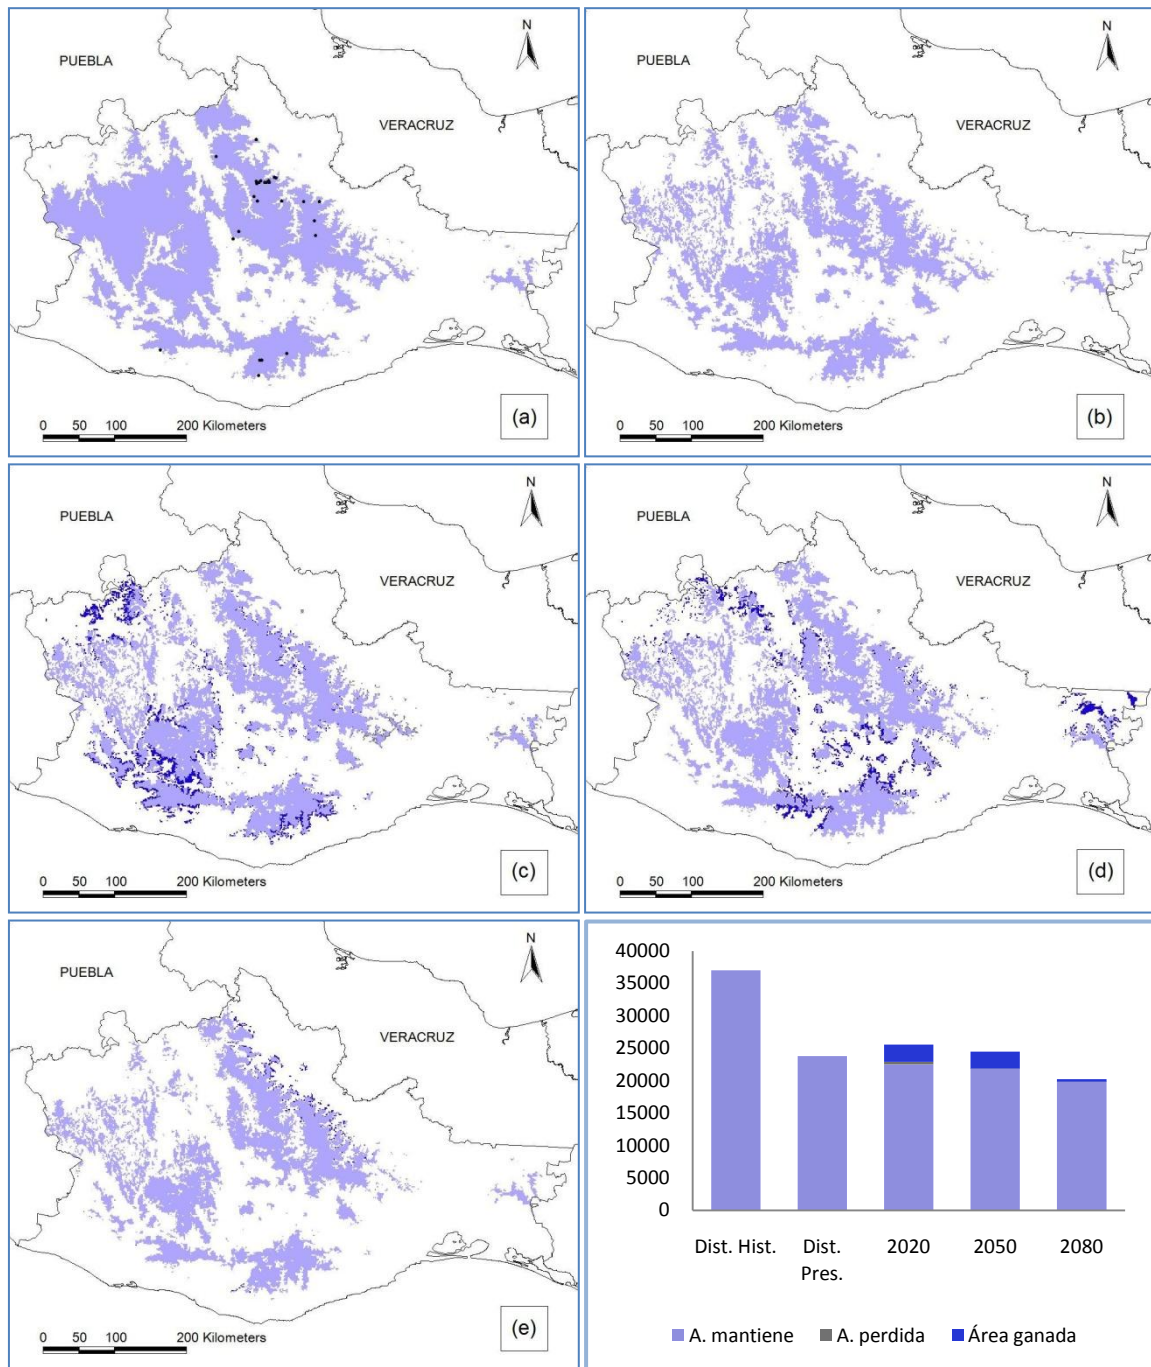 N
PUEBLA
VERACRUZ
0 50 100 200 Kilometers
(a)
N
PUEBLA
VERACRUZ
0 50 100 200 Kilometers
(b)
N
PUEBLA
VERACRUZ
0 50 100 200 Kilometers
(c)
N
PUEBLA
VERACRUZ
0 50 100 200 Kilometers
(d)
N
PUEBLA
VERACRUZ
0 50 100 200 Kilometers
(e)
40000
35000
30000
25000
20000
15000
10000
5000
0
Dist. Hist. Dist. 2020 2050 2080
Pres.
A. mantiene A. perdida Área ganada